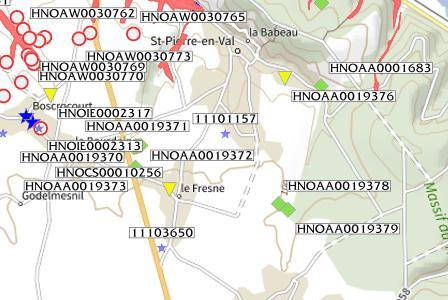 HNOAW0030762
HNOAW0030765
la Babeau
St-Pierre-en-Val
HNOAW0030773
HNOAA0001683
HNOAW0030769
HNOAW0030770
HNOAA0019376
Boscrocourt
HNOIE0002317
11101157
HNOAA0019371
HNOIE0002313
HNOAA0019370
HNOAA0019372
HNOCS00010256
HNOAA0019373
le Fresne
HNOAA0019378
Godelmesnil
Massif du
HNOAA0019379
11103650